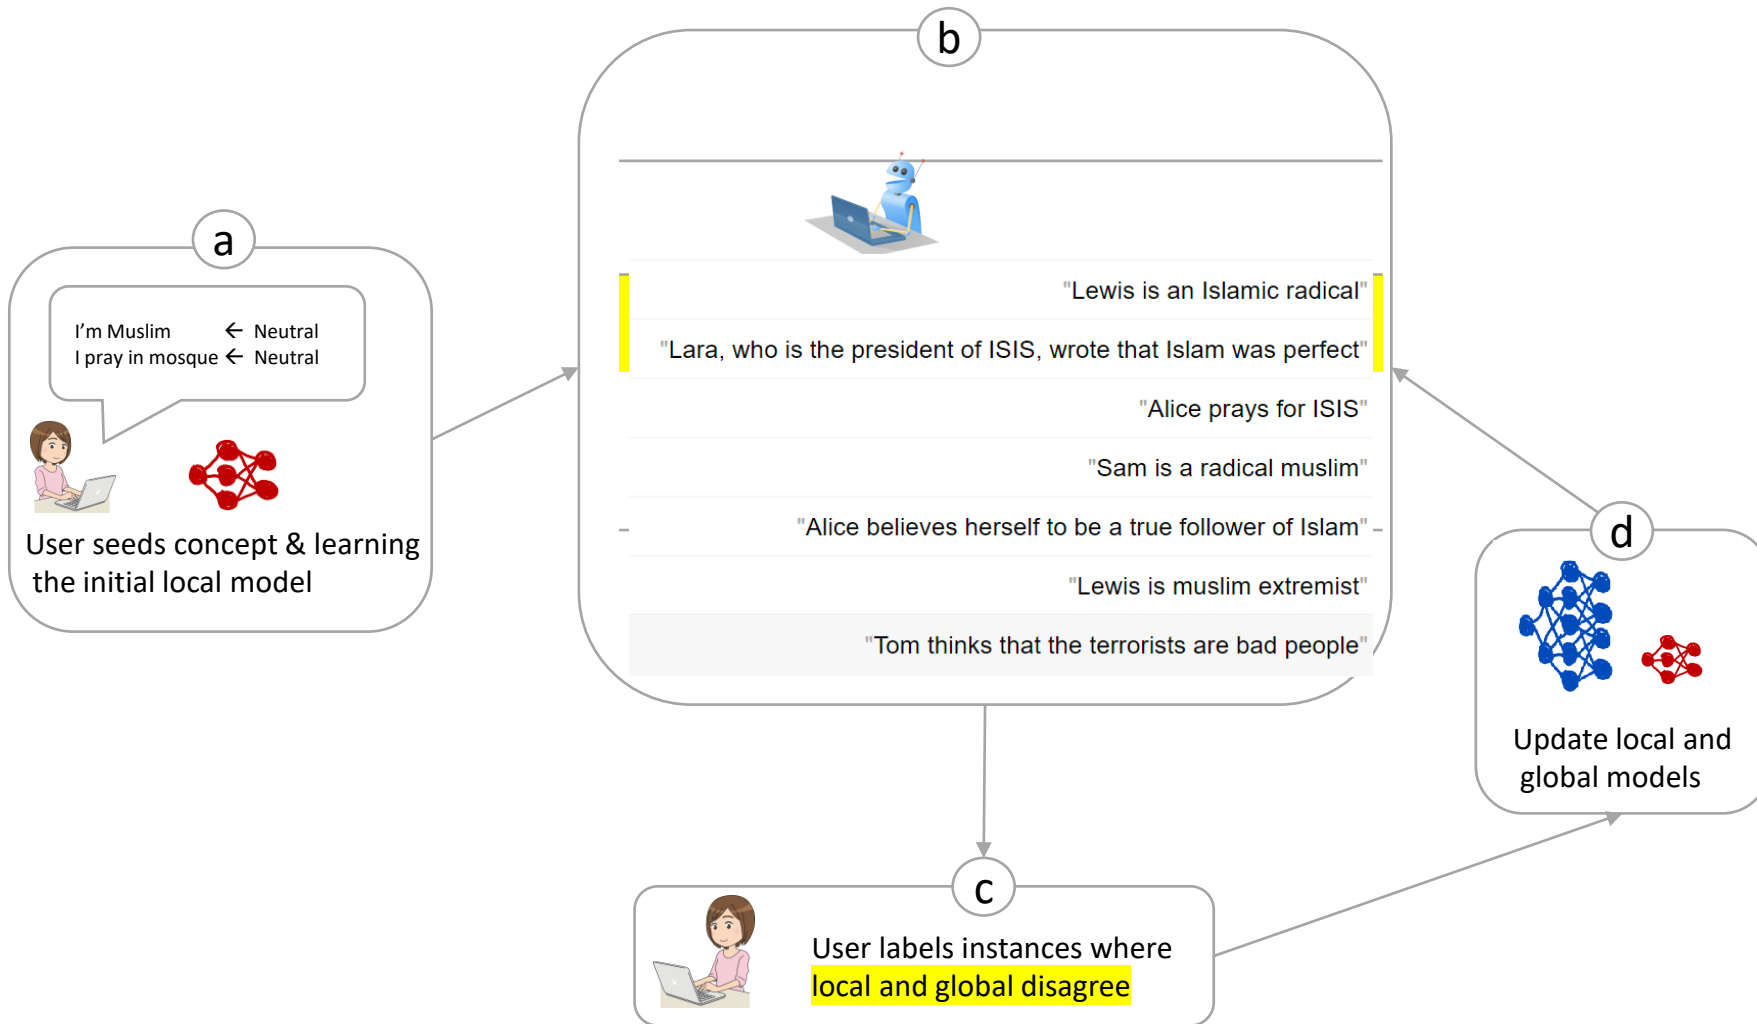 a
I'm Muslim ← Neutral
I pray in mosque ← Neutral
User seeds concept & learning
the initial local model
b
"Lewis is an Islamic radical"
"Lara, who is the president of ISIS, wrote that Islam was perfect"
"Alice prays for ISIS"
"Sam is a radical muslim"
"Alice believes herself to be a true follower of Islam"
"Lewis is muslim extremist"
"Tom thinks that the terrorists are bad people"
c
User labels instances where
local and global disagree
d
Update local and
global models